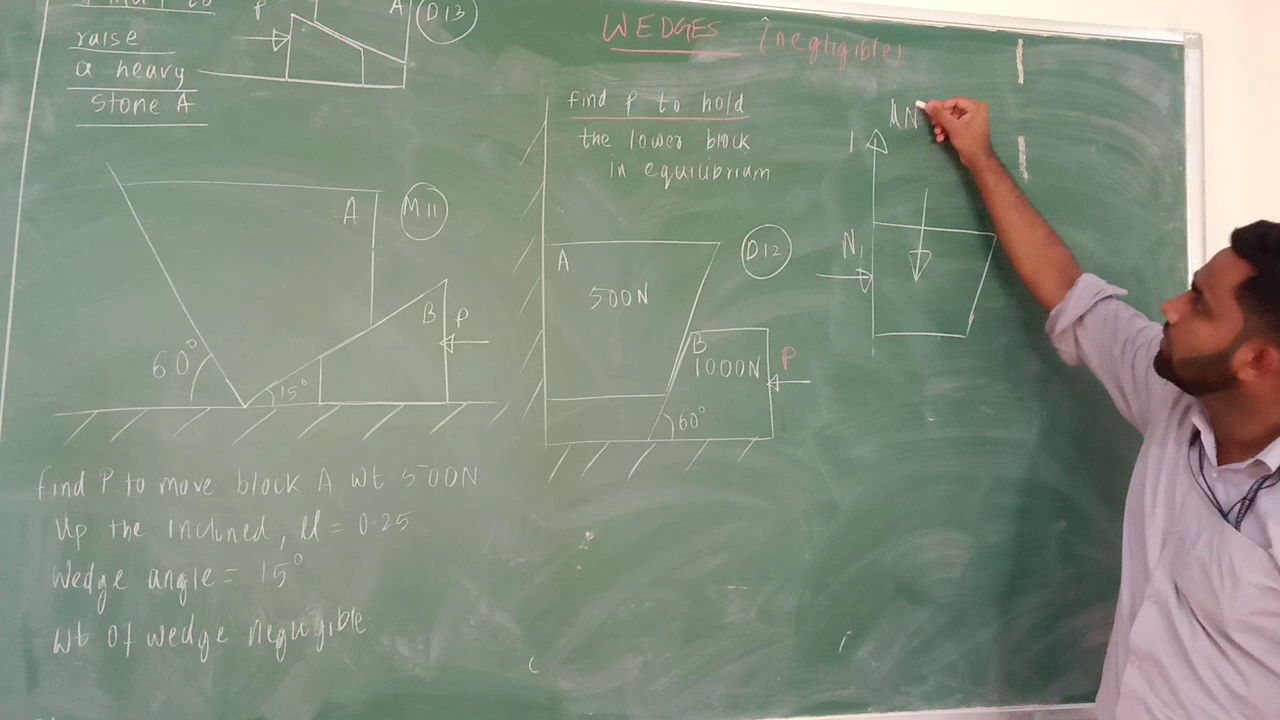 raise
a heavy
stone A
P
A
D13
WEDGES (negligible)
Find P to hold
the lower block
in equilibrium
A
M11
B
P
60°
15°
Find P to move block A wt 500N
Up the inclined, μ = 0.25
Wedge angle = 15°
Wt of wedge negligible
A
500N
D12
B
1000N
P
60°
μN
1
N1